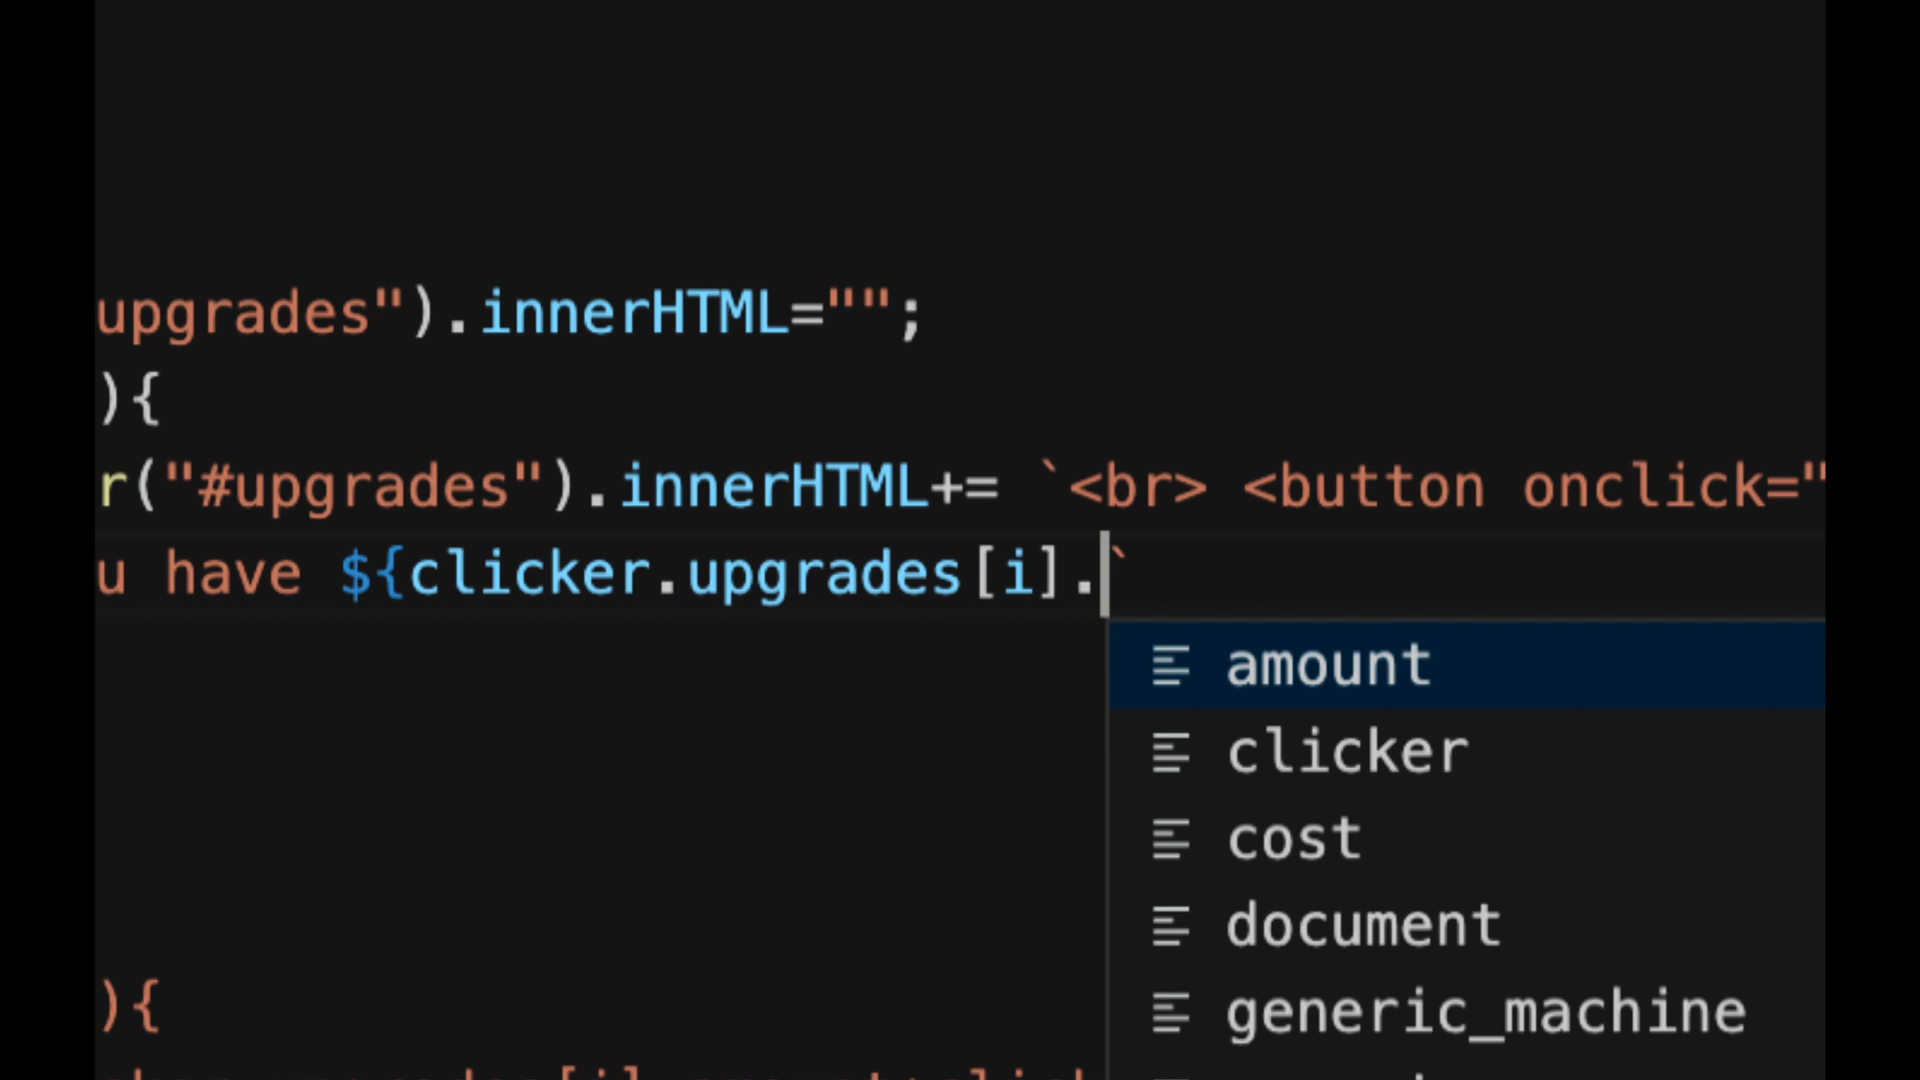 upgrades").innerHTML="";
){
r("#upgrades").innerHTML+= `<br> <button onclick="
u have ${clicker.upgrades[i].`
amount
clicker
cost
document
generic_machine
){